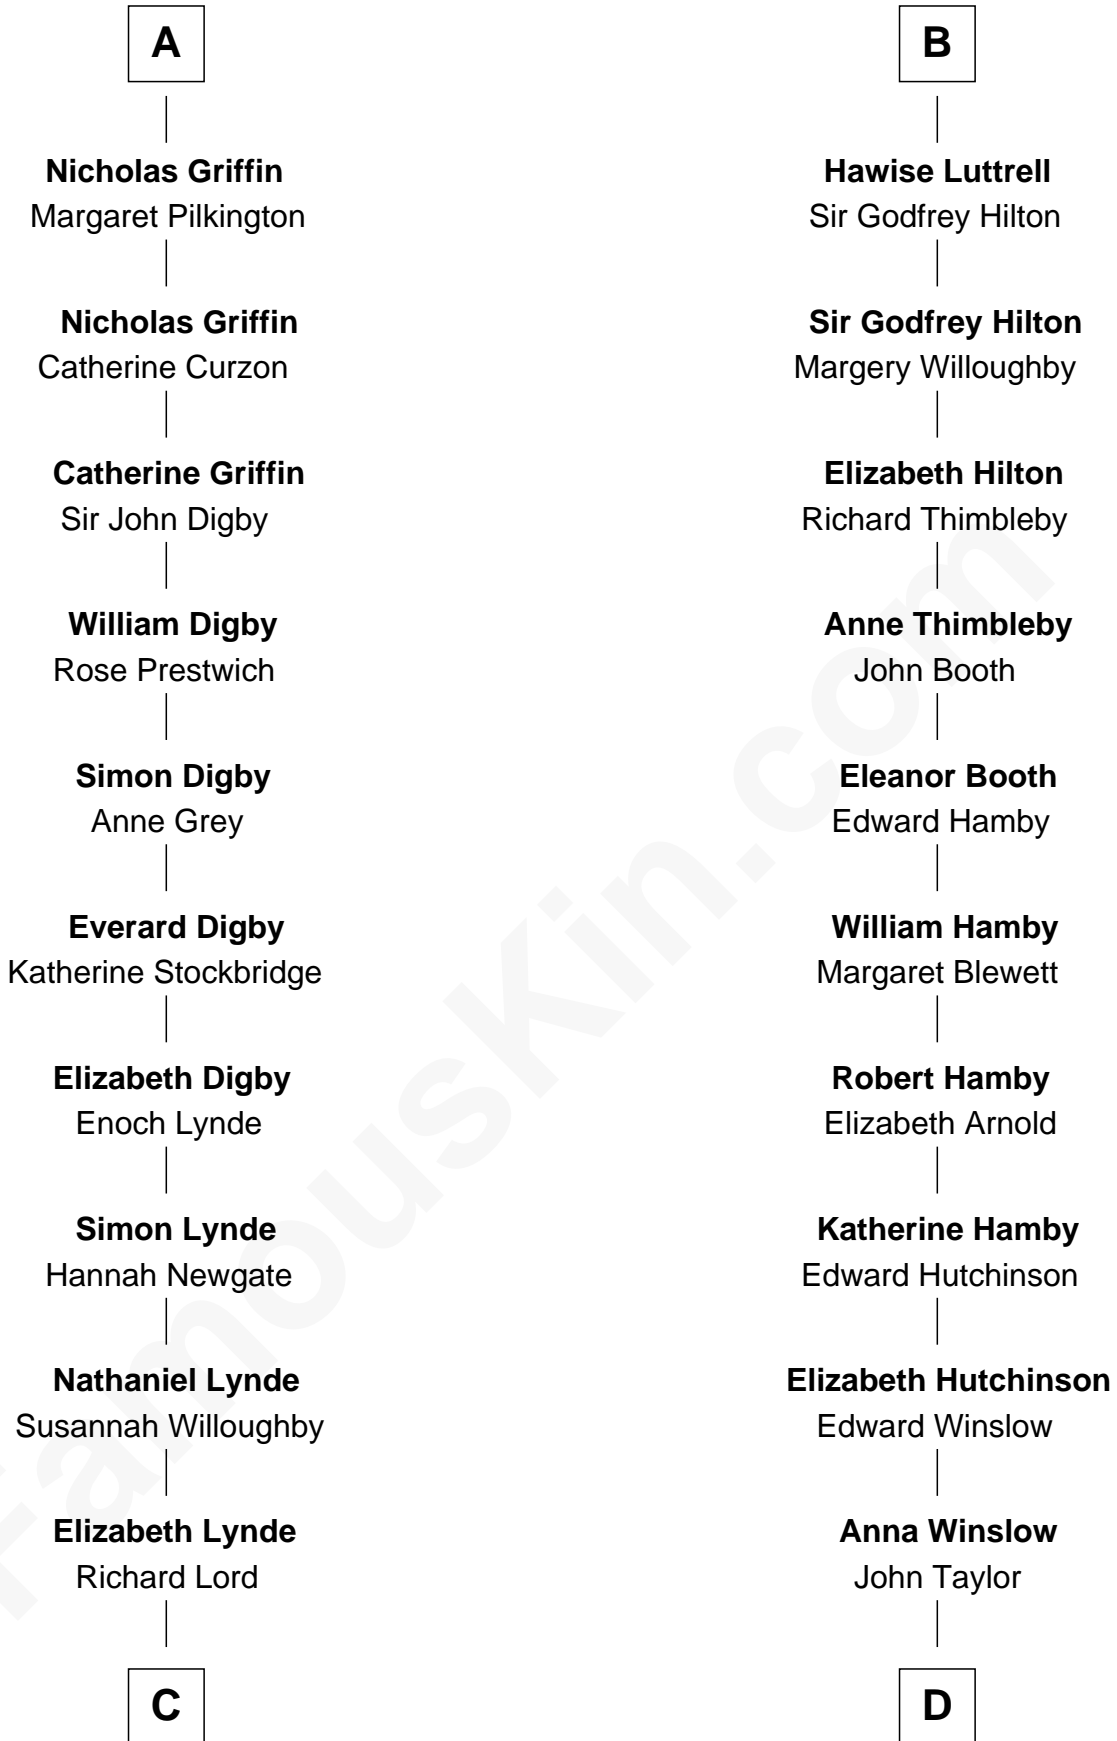 A
Nicholas Griffin
Margaret Pilkington
Nicholas Griffin
Catherine Curzon
Catherine Griffin
Sir John Digby
William Digby
Rose Prestwich
Simon Digby
Anne Grey
Everard Digby
Katherine Stockbridge
Elizabeth Digby
Enoch Lynde
Simon Lynde
Hannah Newgate
Nathaniel Lynde
Susannah Willoughby
Elizabeth Lynde
Richard Lord
C
B
Hawise Luttrell
Sir Godfrey Hilton
Sir Godfrey Hilton
Margery Willoughby
Elizabeth Hilton
Richard Thimbleby
Anne Thimbleby
John Booth
Eleanor Booth
Edward Hamby
William Hamby
Margaret Blewett
Robert Hamby
Elizabeth Arnold
Katherine Hamby
Edward Hutchinson
Elizabeth Hutchinson
Edward Winslow
Anna Winslow
John Taylor
D
FamousKin.com